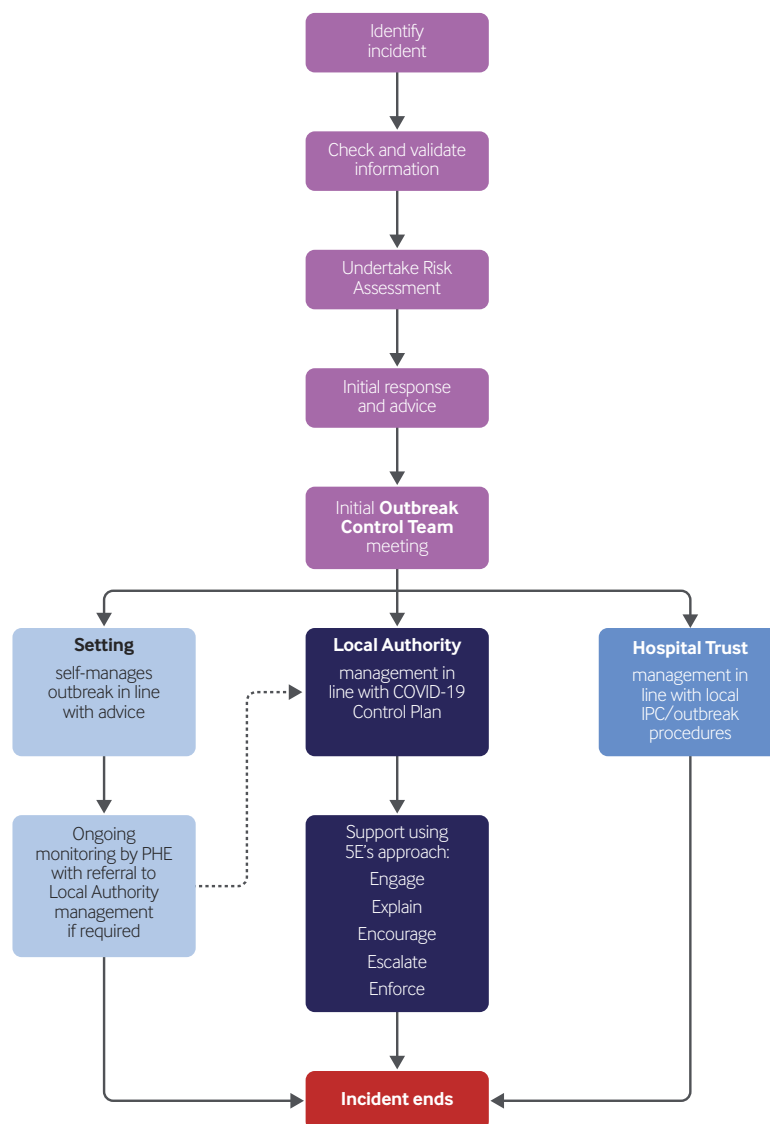 Identify
incident
Check and validate
information
Undertake Risk
Assessment
Initial response
and advice
Initial Outbreak
Control Team
meeting
Setting
self-manages
outbreak in line
with advice
Local Authority
management in
line with COVID-19
Control Plan
Hospital Trust
management in
line with local
IPC/outbreak
procedures
Ongoing
monitoring by PHE
with referral to
Local Authority
management
if required
Support using
5E's approach:
Engage
Explain
Encourage
Escalate
Enforce
Incident ends